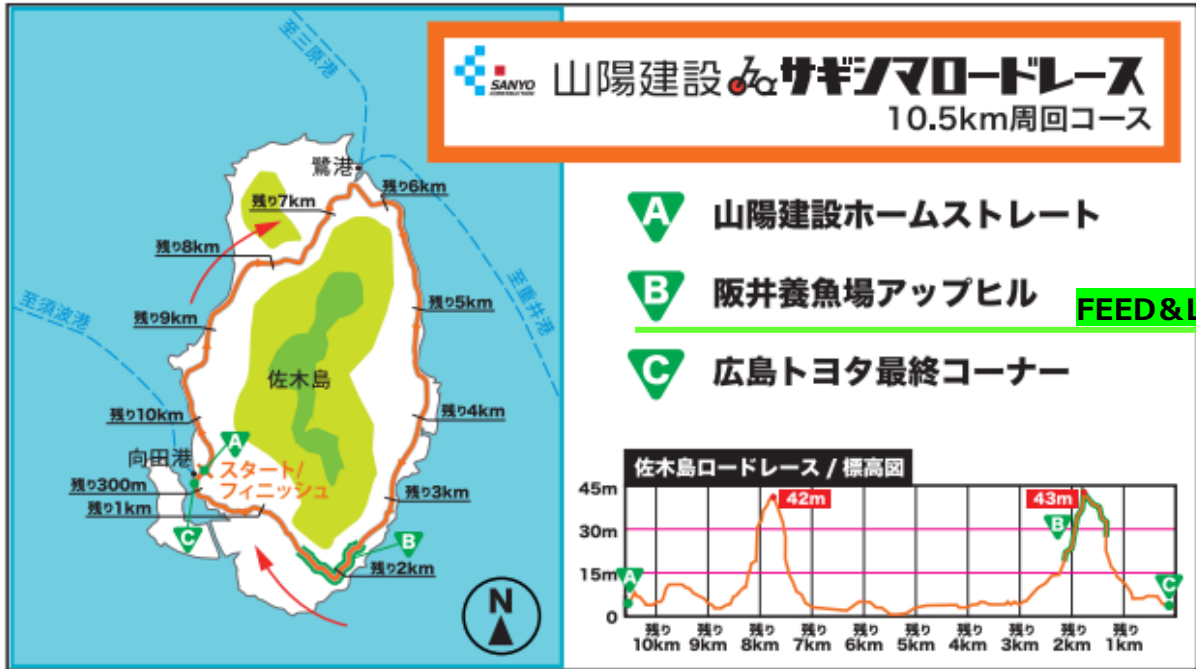 SANYO
山陽建設
サギシマロードレース
10.5km周回コース
至三原港
鷺港
残り6km
残り7km
残り8km
至須波港
至重井港
残り5km
残り9km
佐木島
残り4km
残り10km
A
向田港
スタート/
フィニッシュ
残り300m
残り3km
残り1km
C
B
残り2km
N
A 山陽建設ホームストレート
B 阪井養魚場アップヒル
FEED&L
C 広島トヨタ最終コーナー
佐木島ロードレース / 標高図
45m
42m
43m
30m
B
15m
A
C
0
残り 残り 残り 残り 残り 残り 残り 残り 残り 残り
10km 9km 8km 7km 6km 5km 4km 3km 2km 1km